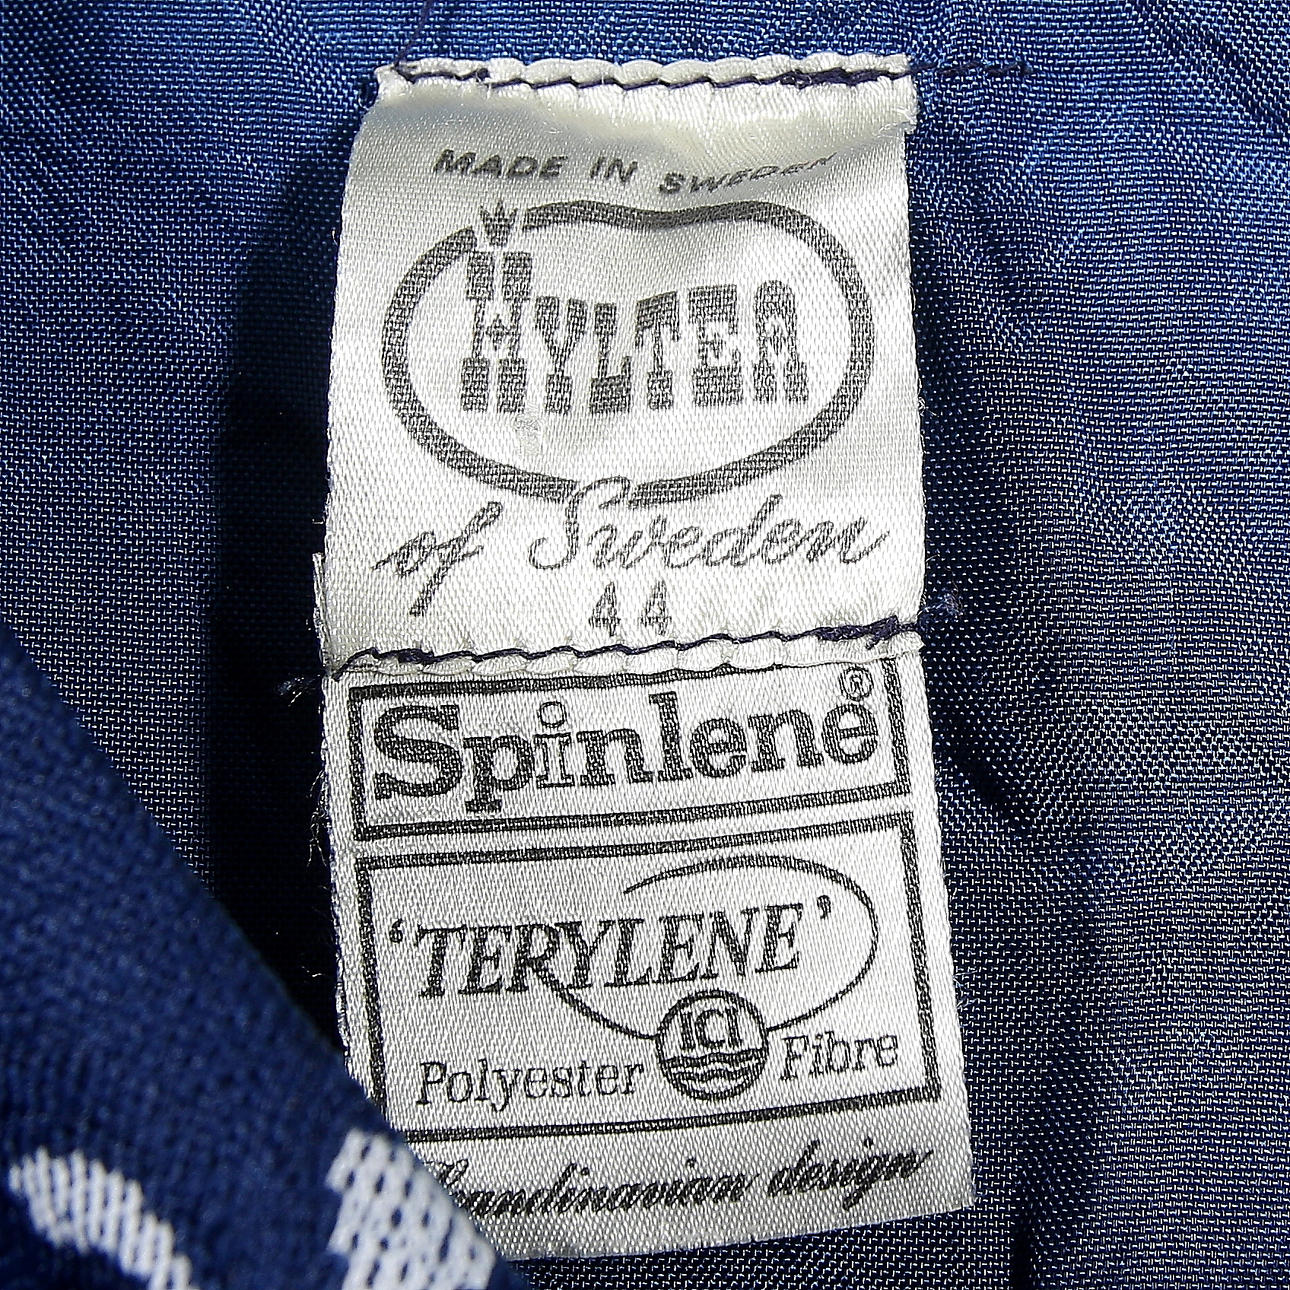 MADE IN SWEDEN
HYLTEA
of Sweden
44
Spinlene®
‘TERYLENE’
ICI
Polyester Fibre
Scandinavian design